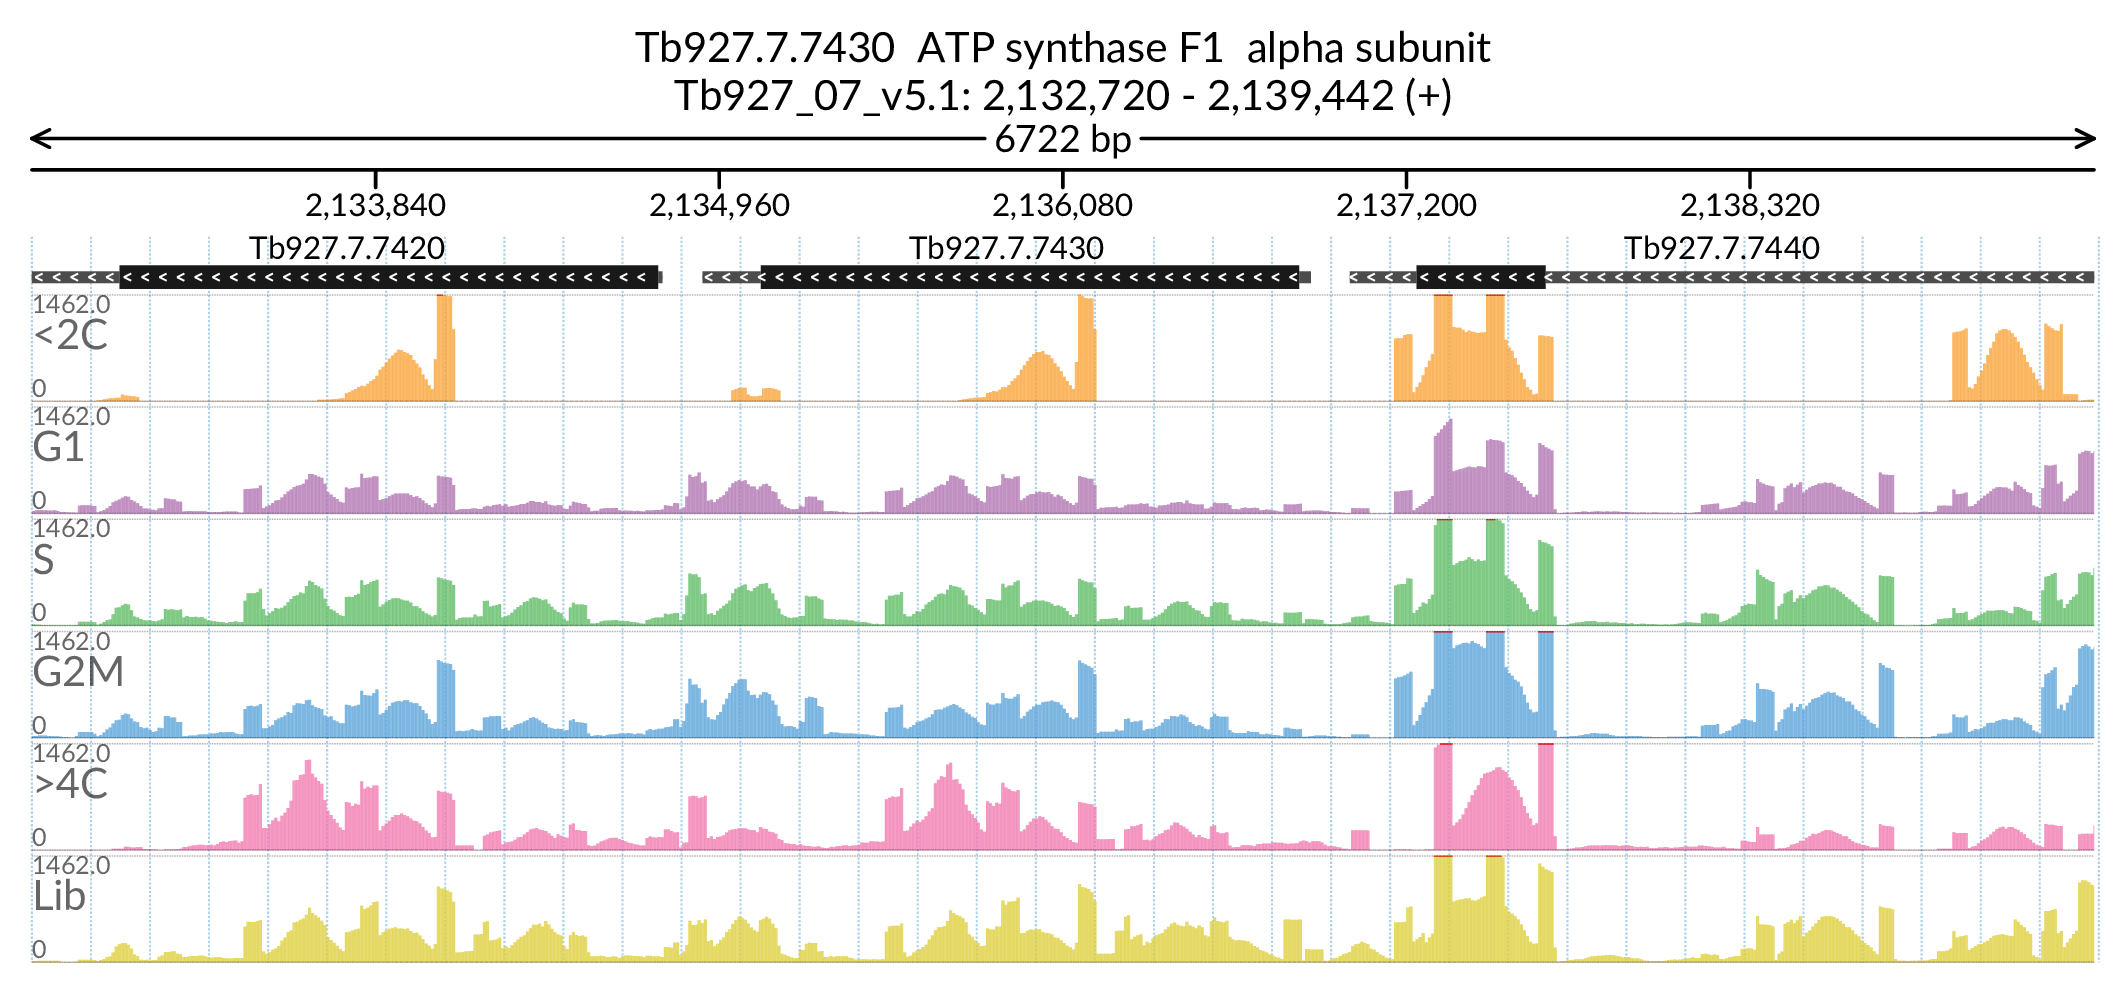 Tb927.7.7430  ATP synthase F1  alpha subunit
Tb927_07_v5.1: 2,132,720 - 2,139,442 (+)
6722 bp
2,133,840 2,134,960 2,136,080 2,137,200 2,138,320
Tb927.7.7420 Tb927.7.7430 Tb927.7.7440
1462.0
<2C
0
1462.0
G1
0
1462.0
S
0
1462.0
G2M
0
1462.0
>4C
0
1462.0
Lib
0